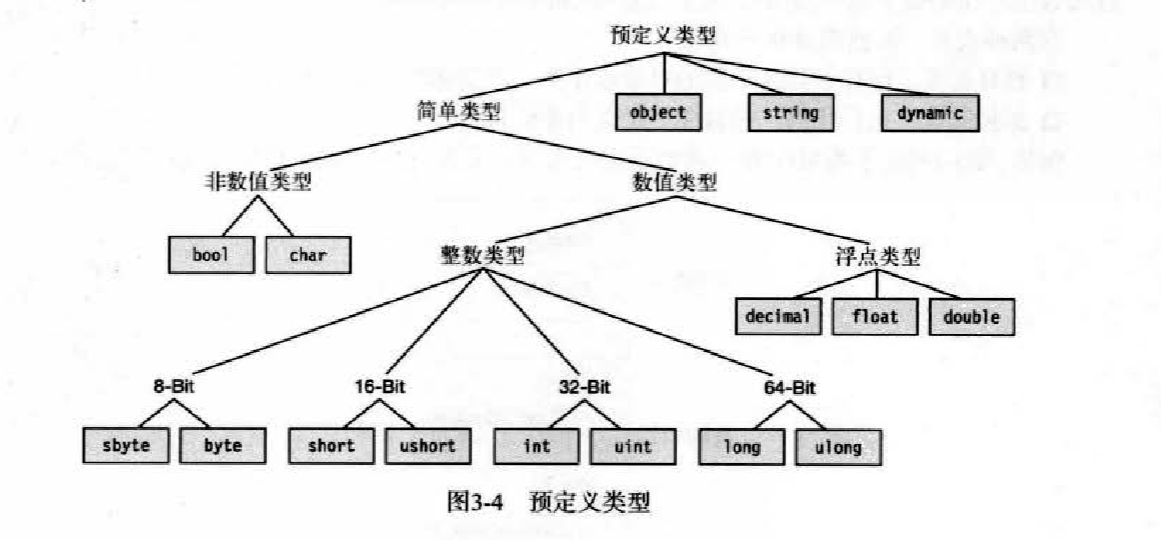 预定义类型
简单类型 object string dynamic
非数值类型 数值类型
bool char 整数类型 浮点类型
decimal float double
8-Bit 16-Bit 32-Bit 64-Bit
sbyte byte short ushort int uint long ulong
图3-4 预定义类型